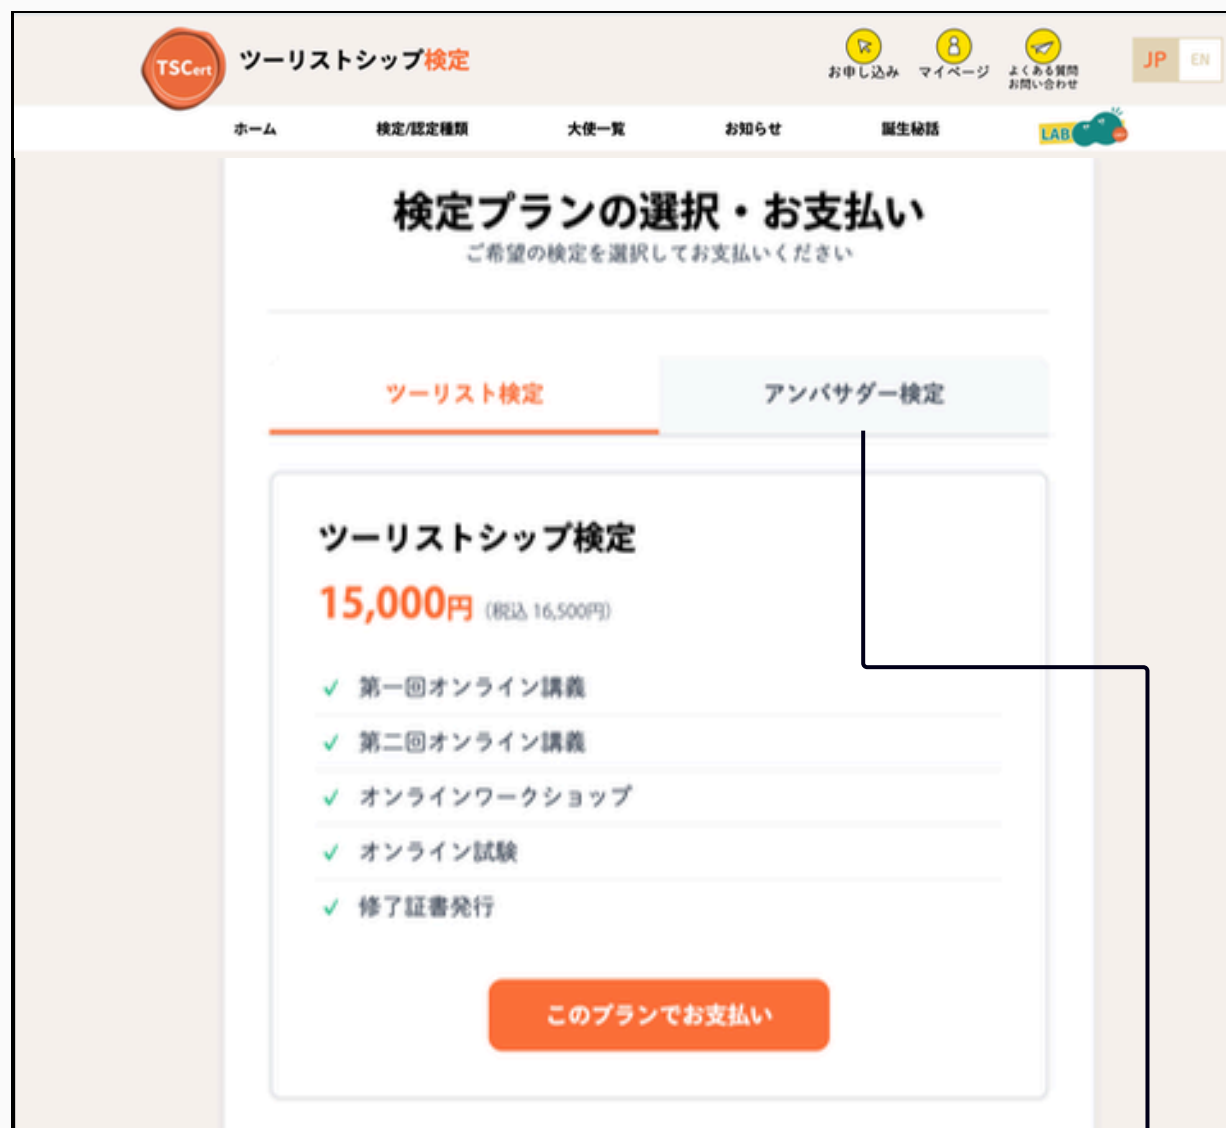 TSCert
ツーリストシップ検定
お申し込み
マイページ
よくある質問
お問い合わせ
JP
EN
ホーム
検定/認定種類
大使一覧
お知らせ
誕生秘話
LAB
検定プランの選択・お支払い
ご希望の検定を選択してお支払いください
ツーリスト検定
アンバサダー検定
ツーリストシップ検定
15,000円 (税込 16,500円)
第一回オンライン講義
第二回オンライン講義
オンラインワークショップ
オンライン試験
修了証書発行
このプランでお支払い